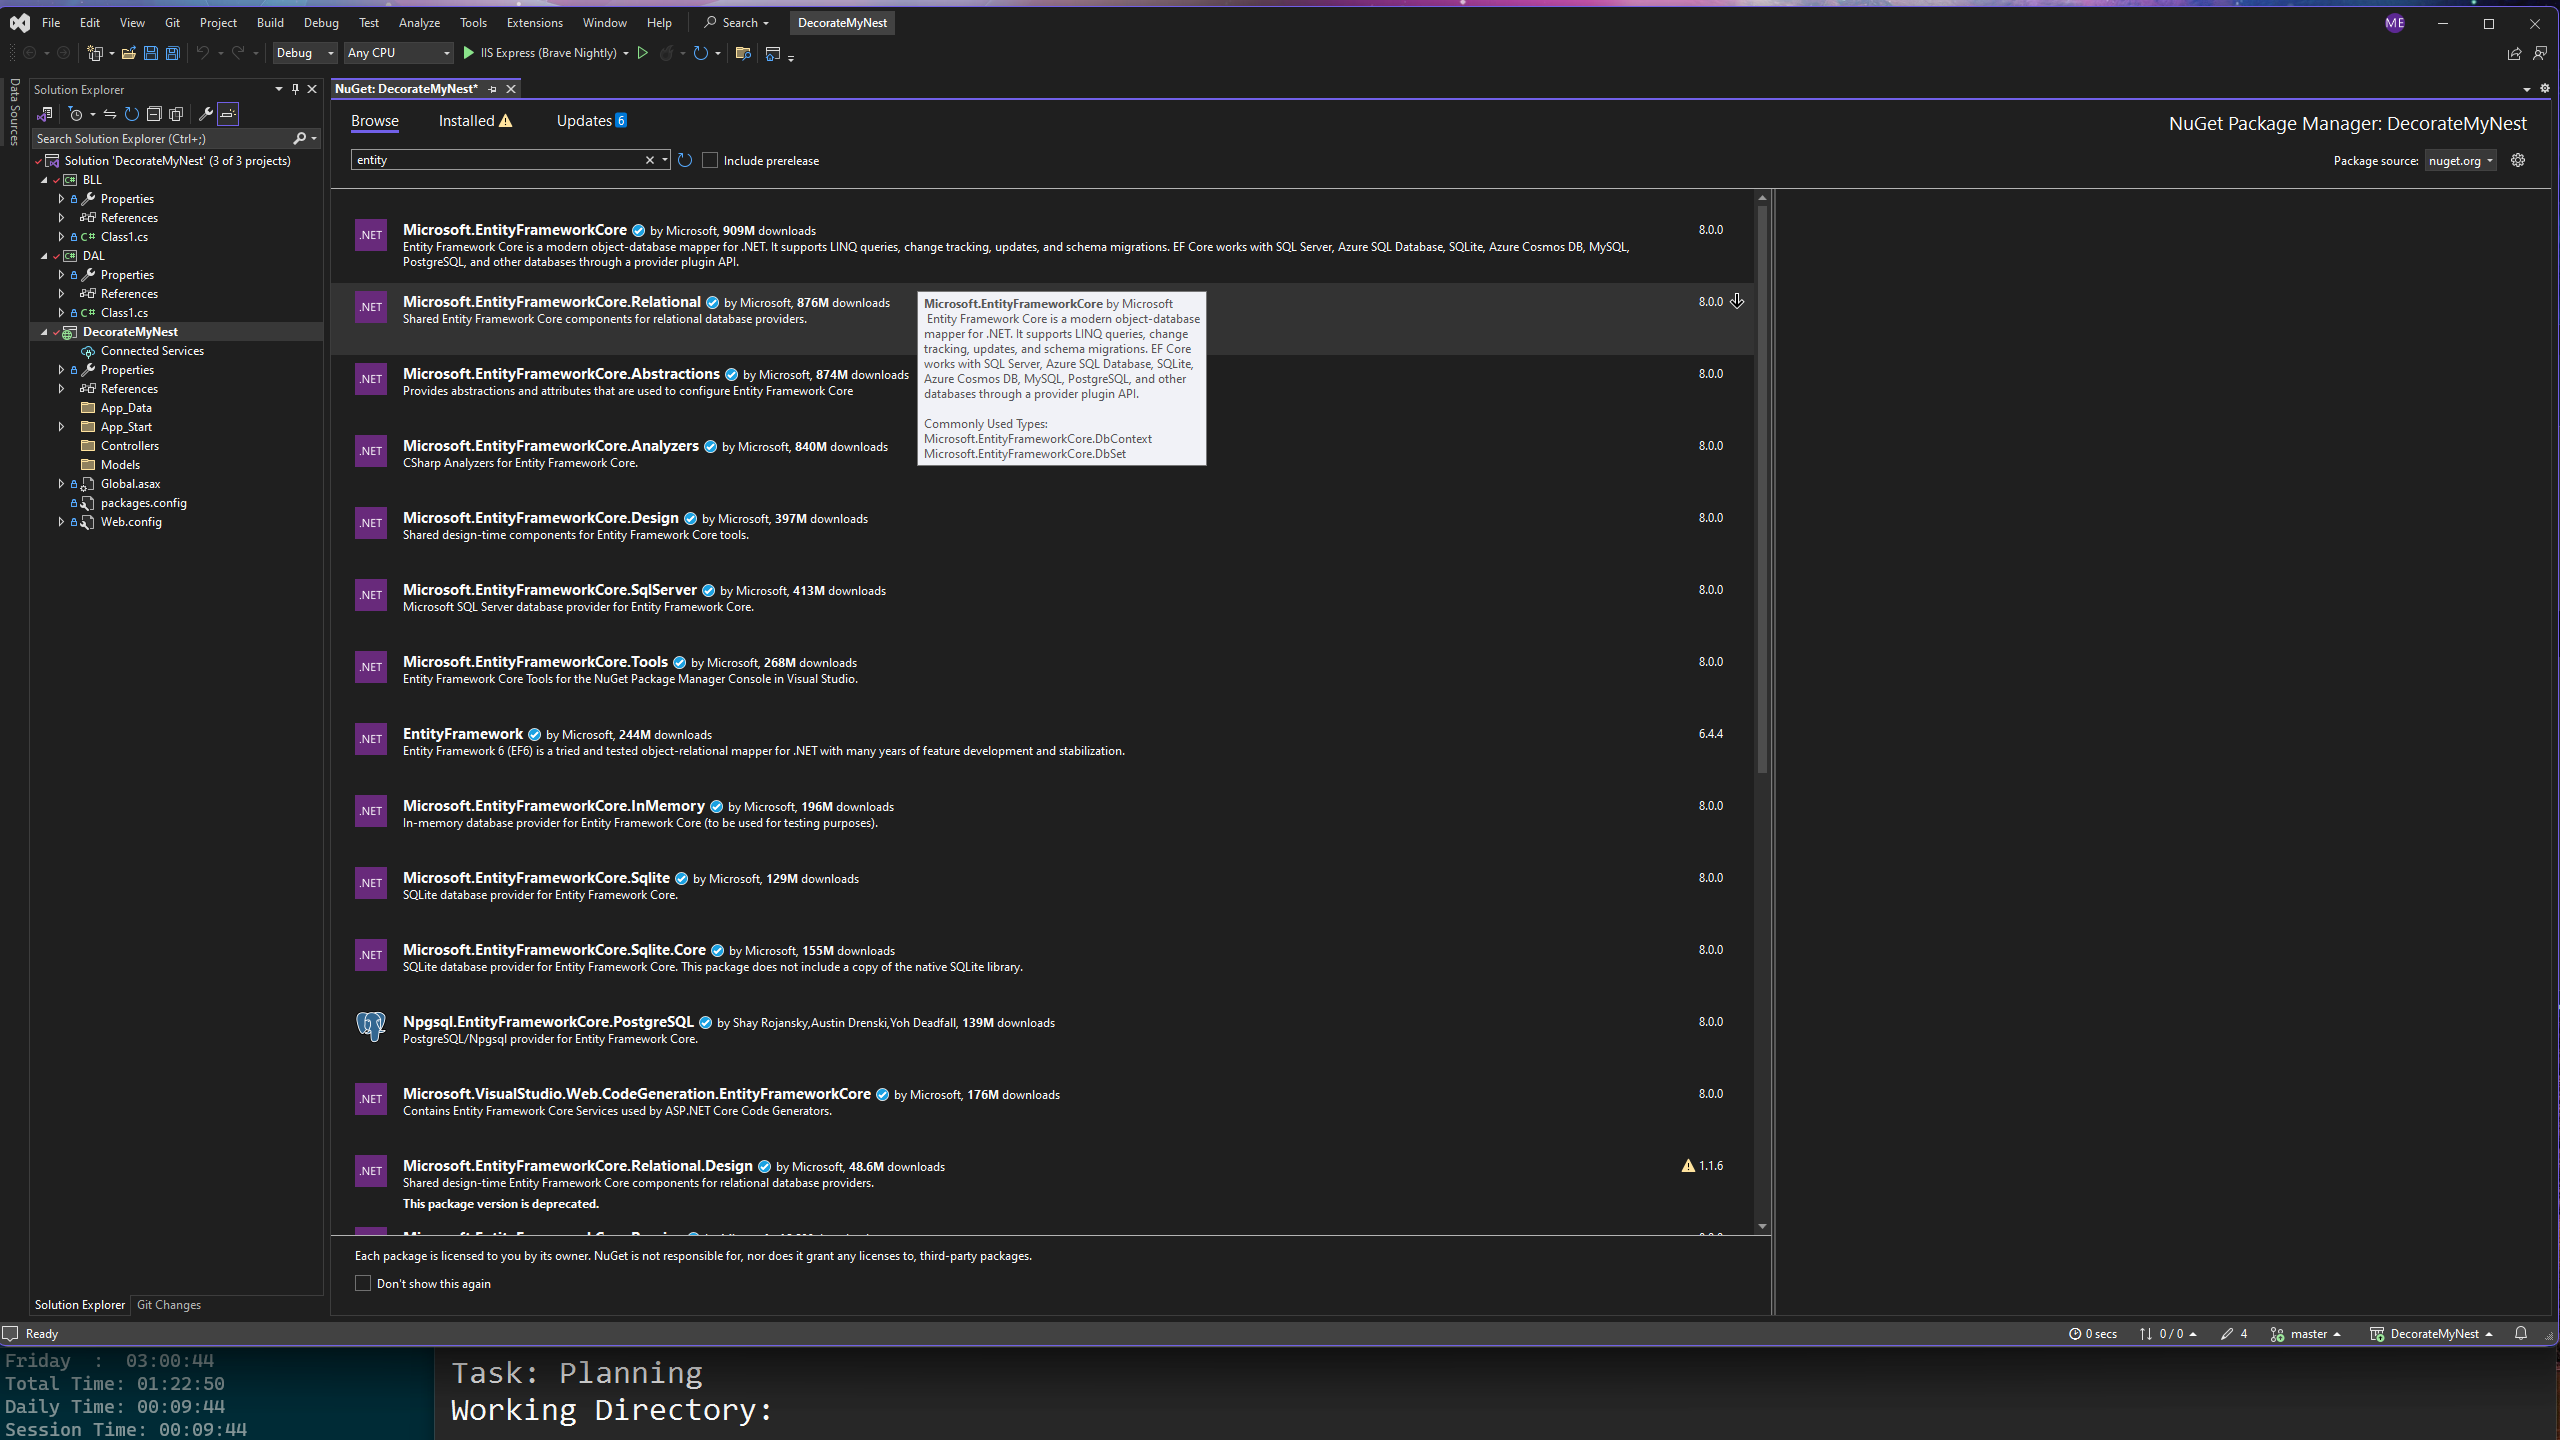 File Edit View Git Project Build Debug Test Analyze Tools Extensions Window Help Search DecorateMyNest ME
Debug Any CPU IIS Express (Brave Nightly)
Data Sources
Solution Explorer
Search Solution Explorer (Ctrl+;)
Solution 'DecorateMyNest' (3 of 3 projects)
C# BLL
Properties
References
C# Class1.cs
C# DAL
Properties
References
C# Class1.cs
DecorateMyNest
Connected Services
Properties
References
App_Data
App_Start
Controllers
Models
Global.asax
packages.config
Web.config
Solution Explorer Git Changes
NuGet: DecorateMyNest*
Browse Installed Updates 6
NuGet Package Manager: DecorateMyNest
entity Include prerelease
Package source: nuget.org
.NET Microsoft.EntityFrameworkCore by Microsoft, 909M downloads 8.0.0
Entity Framework Core is a modern object-database mapper for .NET. It supports LINQ queries, change tracking, updates, and schema migrations. EF Core works with SQL Server, Azure SQL Database, SQLite, Azure Cosmos DB, MySQL,
PostgreSQL, and other databases through a provider plugin API.
.NET Microsoft.EntityFrameworkCore.Relational by Microsoft, 876M downloads 8.0.0
Shared Entity Framework Core components for relational database providers.
.NET Microsoft.EntityFrameworkCore.Abstractions by Microsoft, 874M downloads 8.0.0
Provides abstractions and attributes that are used to configure Entity Framework Core
.NET Microsoft.EntityFrameworkCore.Analyzers by Microsoft, 840M downloads 8.0.0
CSharp Analyzers for Entity Framework Core.
Microsoft.EntityFrameworkCore by Microsoft
Entity Framework Core is a modern object-database
mapper for .NET. It supports LINQ queries, change
tracking, updates, and schema migrations. EF Core
works with SQL Server, Azure SQL Database, SQLite,
Azure Cosmos DB, MySQL, PostgreSQL, and other
databases through a provider plugin API.
Commonly Used Types:
Microsoft.EntityFrameworkCore.DbContext
Microsoft.EntityFrameworkCore.DbSet
.NET Microsoft.EntityFrameworkCore.Design by Microsoft, 397M downloads 8.0.0
Shared design-time components for Entity Framework Core tools.
.NET Microsoft.EntityFrameworkCore.SqlServer by Microsoft, 413M downloads 8.0.0
Microsoft SQL Server database provider for Entity Framework Core.
.NET Microsoft.EntityFrameworkCore.Tools by Microsoft, 268M downloads 8.0.0
Entity Framework Core Tools for the NuGet Package Manager Console in Visual Studio.
.NET EntityFramework by Microsoft, 244M downloads 6.4.4
Entity Framework 6 (EF6) is a tried and tested object-relational mapper for .NET with many years of feature development and stabilization.
.NET Microsoft.EntityFrameworkCore.InMemory by Microsoft, 196M downloads 8.0.0
In-memory database provider for Entity Framework Core (to be used for testing purposes).
.NET Microsoft.EntityFrameworkCore.Sqlite by Microsoft, 129M downloads 8.0.0
SQLite database provider for Entity Framework Core.
.NET Microsoft.EntityFrameworkCore.Sqlite.Core by Microsoft, 155M downloads 8.0.0
SQLite database provider for Entity Framework Core. This package does not include a copy of the native SQLite library.
Npgsql.EntityFrameworkCore.PostgreSQL by Shay Rojansky,Austin Drenski,Yoh Deadfall, 139M downloads 8.0.0
PostgreSQL/Npgsql provider for Entity Framework Core.
.NET Microsoft.VisualStudio.Web.CodeGeneration.EntityFrameworkCore by Microsoft, 176M downloads 8.0.0
Contains Entity Framework Core Services used by ASP.NET Core Code Generators.
.NET Microsoft.EntityFrameworkCore.Relational.Design by Microsoft, 48.6M downloads 1.1.6
Shared design-time Entity Framework Core components for relational database providers.
This package version is deprecated.
Each package is licensed to you by its owner. NuGet is not responsible for, nor does it grant any licenses to, third-party packages.
Don't show this again
Ready 0 secs 0 / 0 4 master DecorateMyNest
Friday : 03:00:44
Total Time: 01:22:50
Daily Time: 00:09:44
Session Time: 00:09:44
Task: Planning
Working Directory: